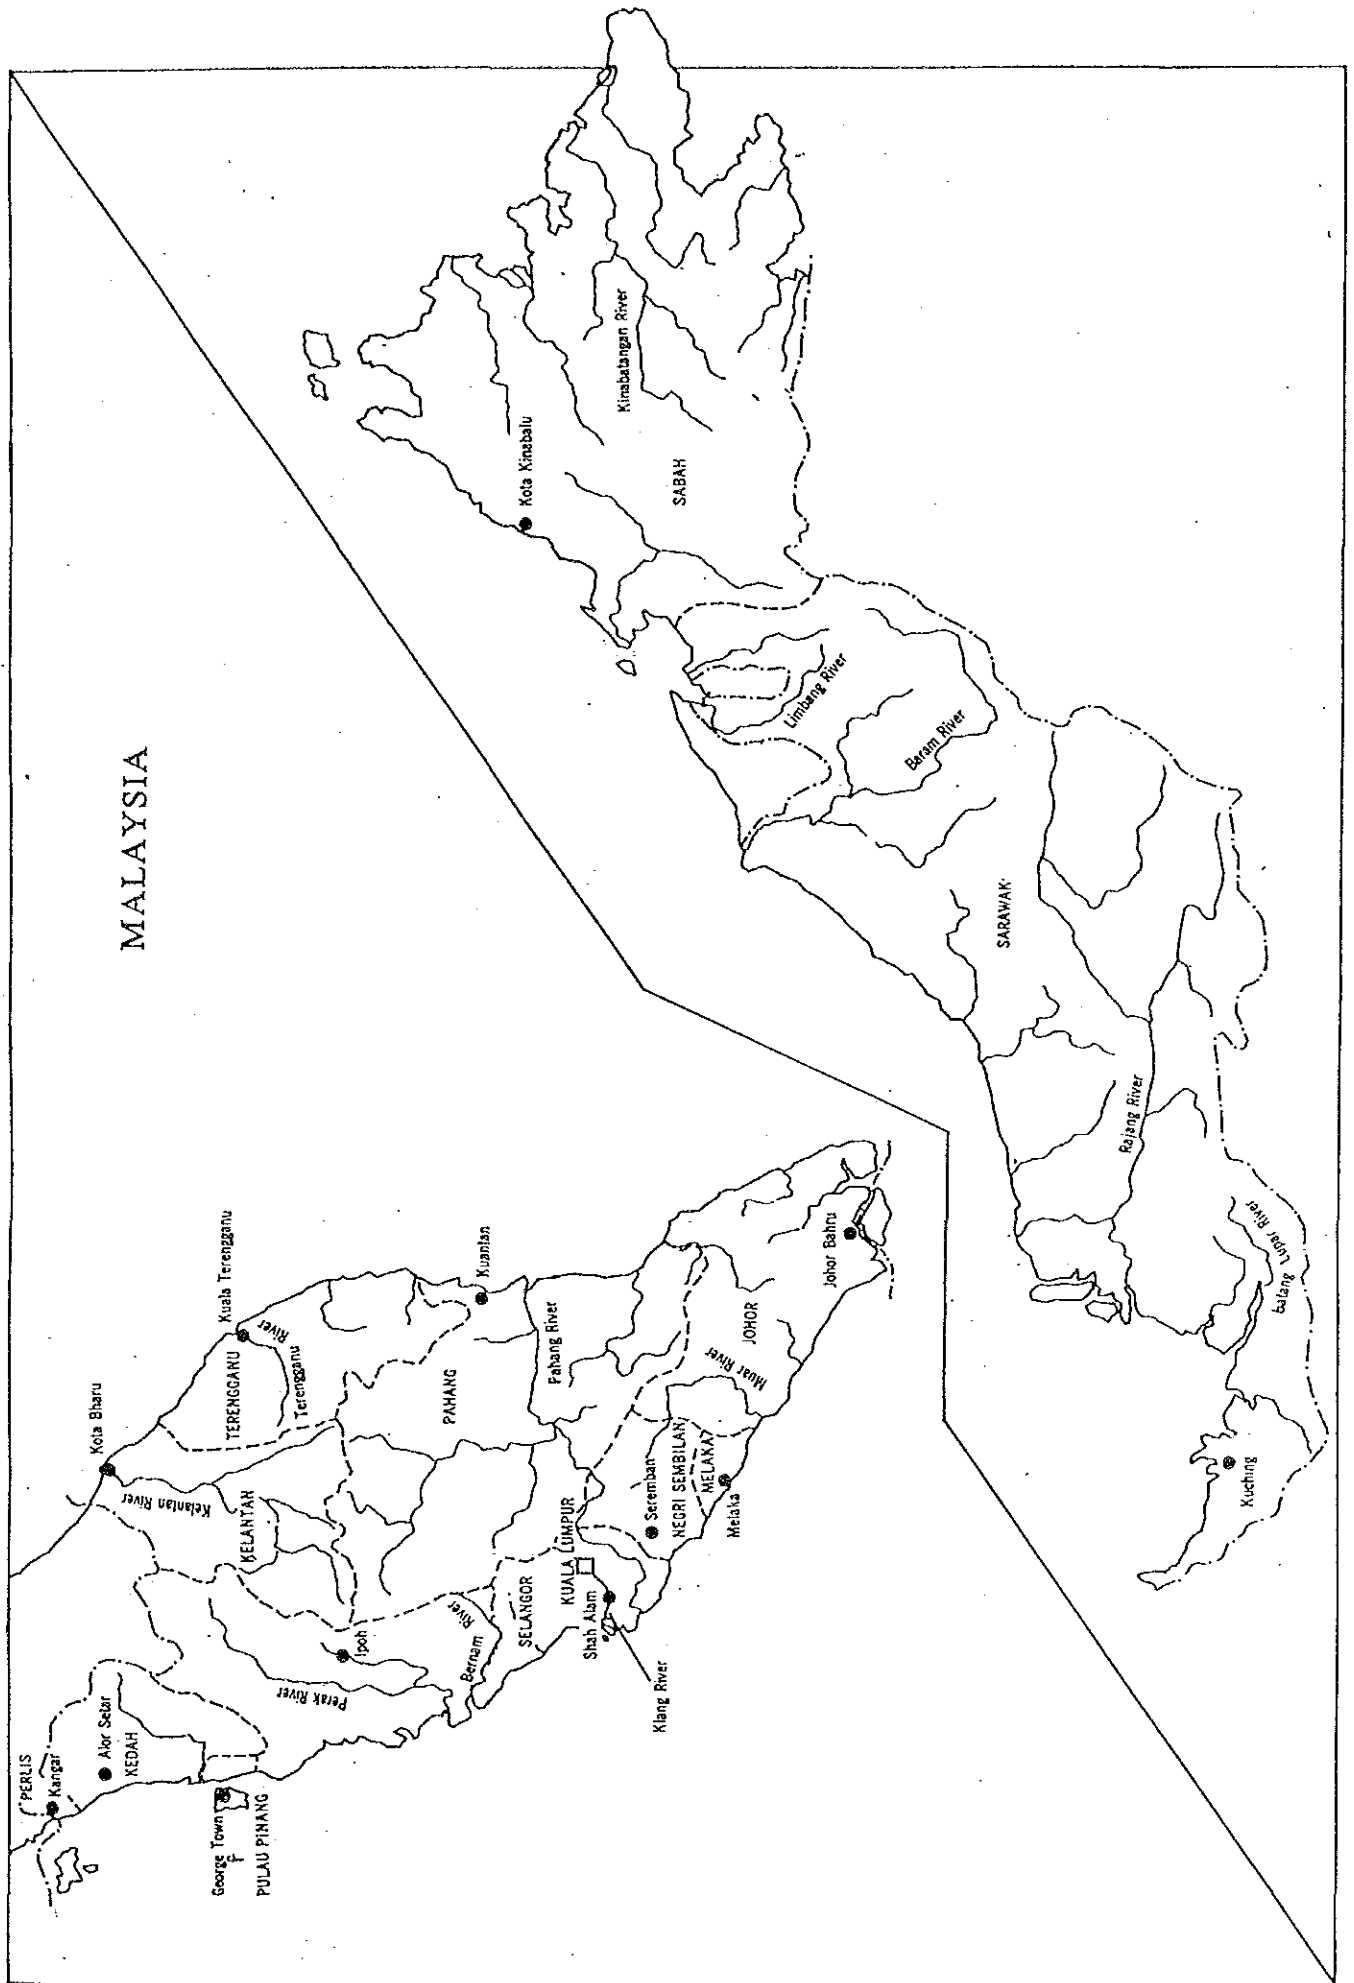 MALAYSIA
PERLIS
Kangar
Alor Setar
KEDAH
George Town
PULAU PINANG
Perak River
Ipoh
Bernam
River
SELANGOR
KUALA LUMPUR
Shah Alam
Klang River
Kota Bharu
Kelantan River
KELANTAN
Kuala Terengganu
TERENGGANU
River
Terengganu
PAHANG
Kuantan
Pahang River
Seremban
NEGRI SEMBILAN
MELAKA
Melaka
Muar River
JOHOR
Johor Bahru
Kota Kinabalu
Kinabatangan River
SABAH
Limbang River
Baram River
SARAWAK
Rajang River
batang Lupar River
Kuching